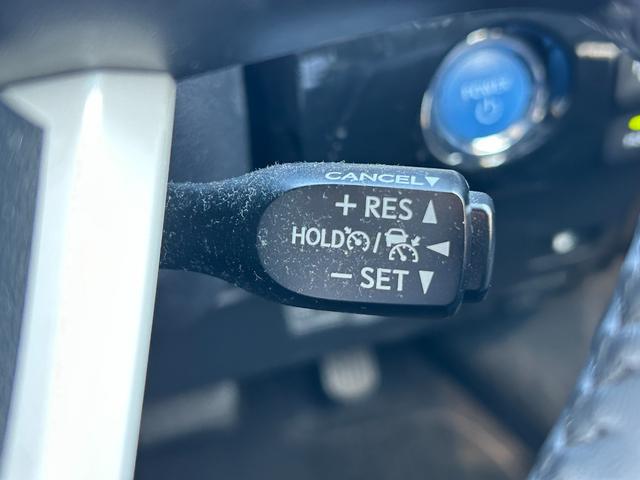 POWER
CANCEL▼
+ RES ▲
HOLD / ◀
− SET ▼